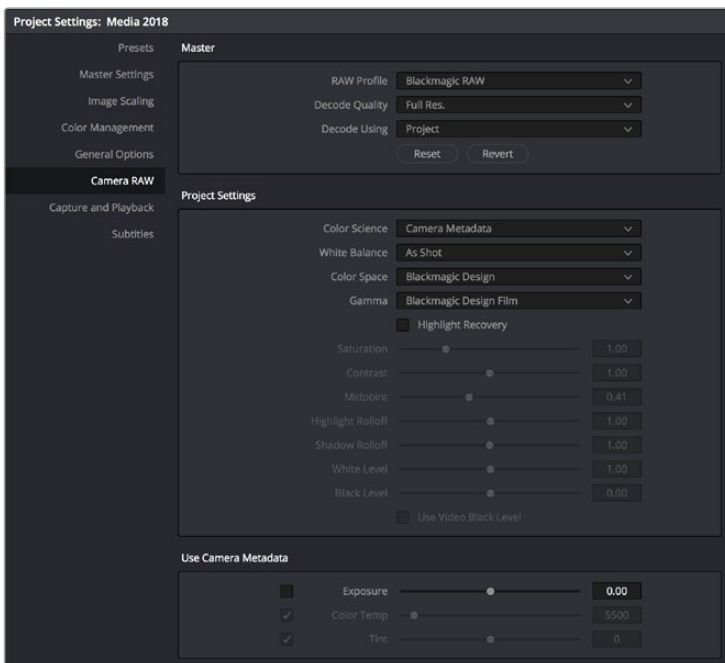 Project Settings: Media 2018
Presets
Master Settings
Image Scaling
Color Management
General Options
Camera RAW
Capture and Playback
Subtitles
Master
RAW Profile Blackmagic RAW
Decode Quality Full Res.
Decode Using Project
Reset Revert
Project Settings
Color Science Camera Metadata
White Balance As Shot
Color Space Blackmagic Design
Gamma Blackmagic Design Film
Highlight Recovery
Saturation 1.00
Contrast 1.00
Midpoint 0.41
Highlight Rolloff 1.00
Shadow Rolloff 1.00
White Level 1.00
Black Level 0.00
Use Video Black Level
Use Camera Metadata
Exposure 0.00
Color Temp 5500
Tint 0